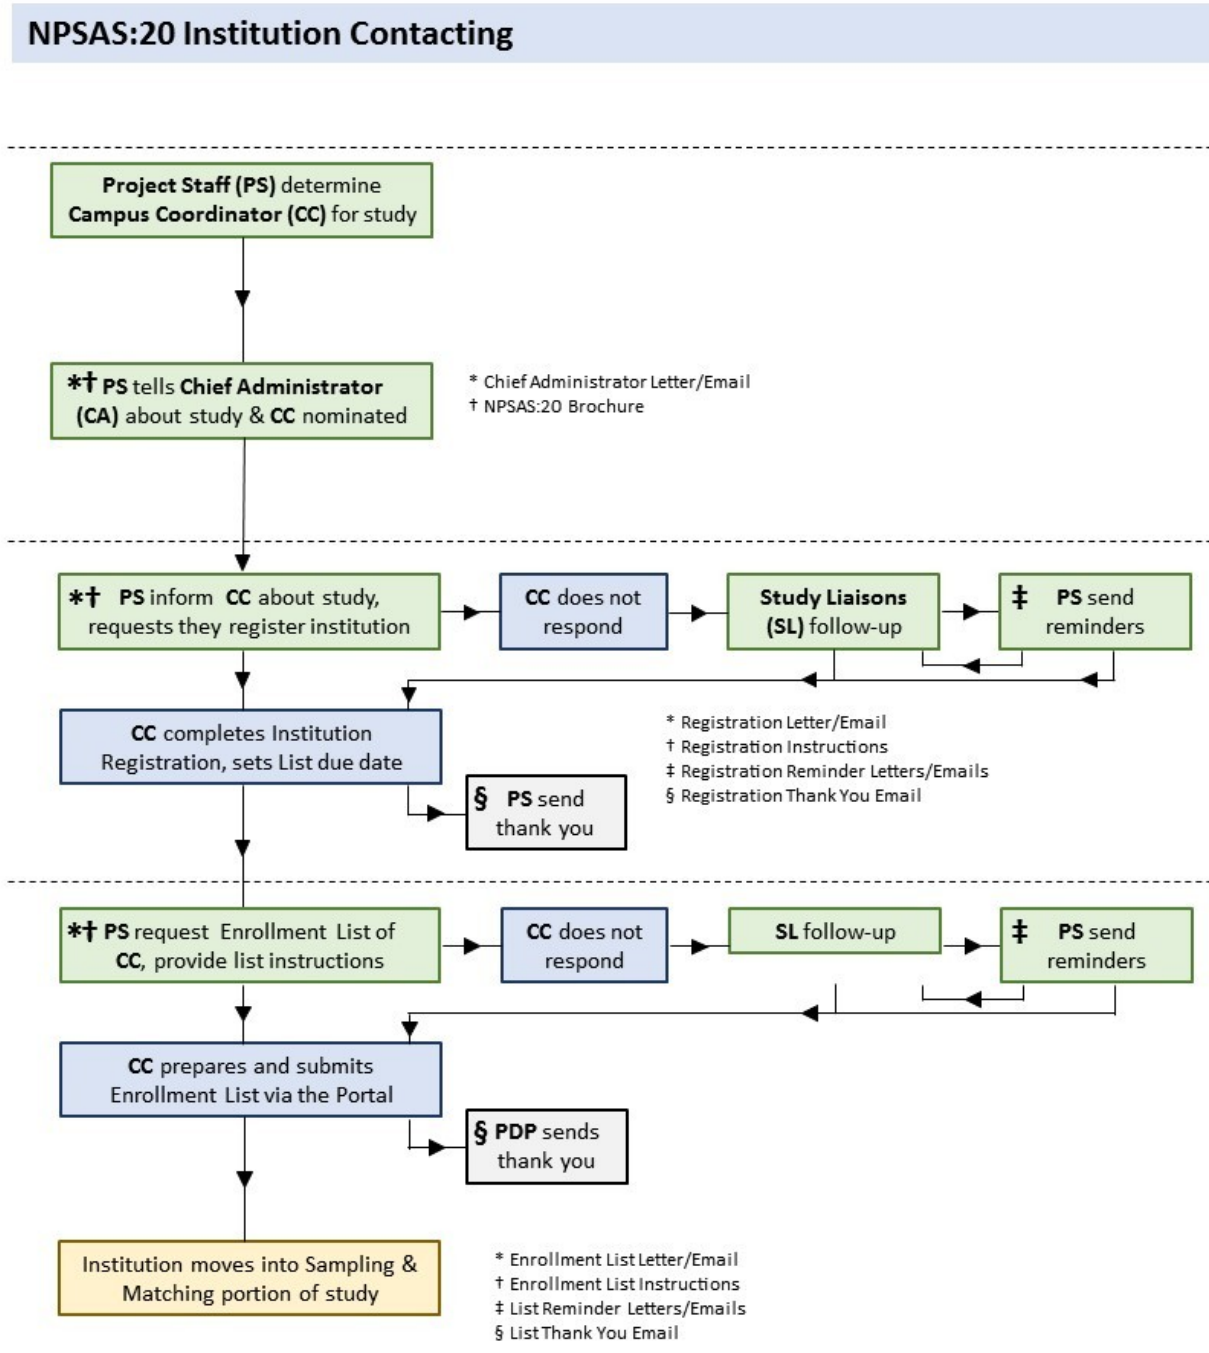 NPSAS:20 Institution Contacting
Project Staff (PS) determine
Campus Coordinator (CC) for study
*† PS tells Chief Administrator
(CA) about study & CC nominated
* Chief Administrator Letter/Email
† NPSAS:20 Brochure
*† PS inform CC about study,
requests they register institution
CC does not
respond
Study Liaisons
(SL) follow-up
‡ PS send
reminders
CC completes Institution
Registration, sets List due date
* Registration Letter/Email
† Registration Instructions
‡ Registration Reminder Letters/Emails
§ Registration Thank You Email
§ PS send
thank you
*† PS request Enrollment List of
CC, provide list instructions
CC does not
respond
SL follow-up
‡ PS send
reminders
CC prepares and submits
Enrollment List via the Portal
§ PDP sends
thank you
Institution moves into Sampling &
Matching portion of study
* Enrollment List Letter/Email
† Enrollment List Instructions
‡ List Reminder Letters/Emails
§ List Thank You Email